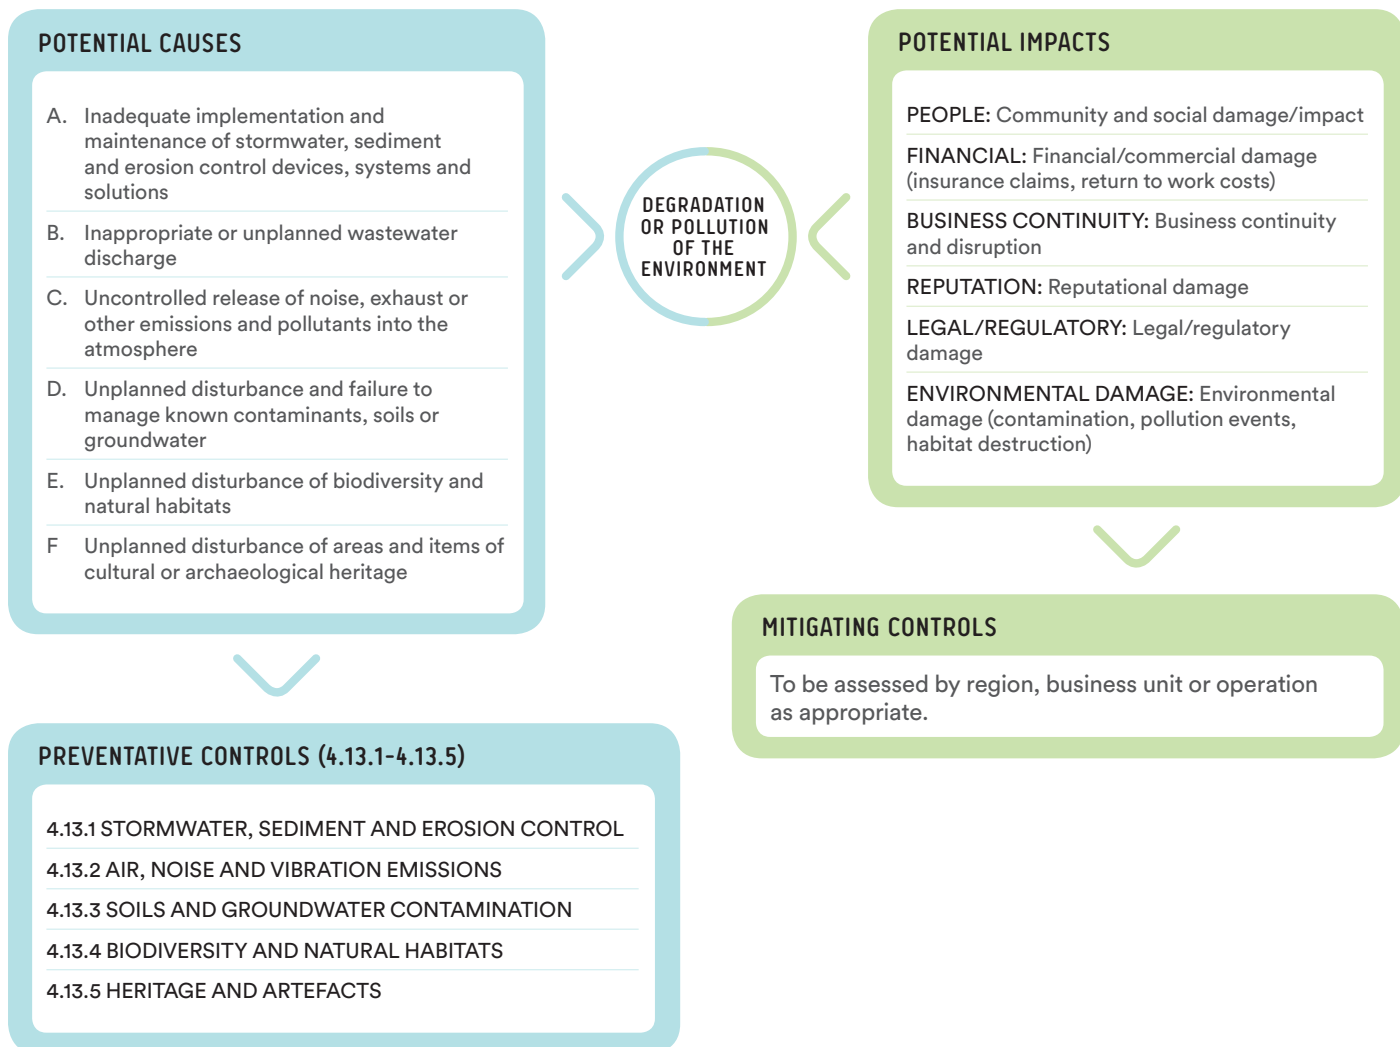 POTENTIAL CAUSES
A. Inadequate implementation and
maintenance of stormwater, sediment
and erosion control devices, systems and
solutions
B. Inappropriate or unplanned wastewater
discharge
C. Uncontrolled release of noise, exhaust or
other emissions and pollutants into the
atmosphere
D. Unplanned disturbance and failure to
manage known contaminants, soils or
groundwater
E. Unplanned disturbance of biodiversity and
natural habitats
F Unplanned disturbance of areas and items of
cultural or archaeological heritage
DEGRADATION
OR POLLUTION
OF THE
ENVIRONMENT
POTENTIAL IMPACTS
PEOPLE: Community and social damage/impact
FINANCIAL: Financial/commercial damage
(insurance claims, return to work costs)
BUSINESS CONTINUITY: Business continuity
and disruption
REPUTATION: Reputational damage
LEGAL/REGULATORY: Legal/regulatory
damage
ENVIRONMENTAL DAMAGE: Environmental
damage (contamination, pollution events,
habitat destruction)
MITIGATING CONTROLS
To be assessed by region, business unit or operation
as appropriate.
PREVENTATIVE CONTROLS (4.13.1-4.13.5)
4.13.1 STORMWATER, SEDIMENT AND EROSION CONTROL
4.13.2 AIR, NOISE AND VIBRATION EMISSIONS
4.13.3 SOILS AND GROUNDWATER CONTAMINATION
4.13.4 BIODIVERSITY AND NATURAL HABITATS
4.13.5 HERITAGE AND ARTEFACTS